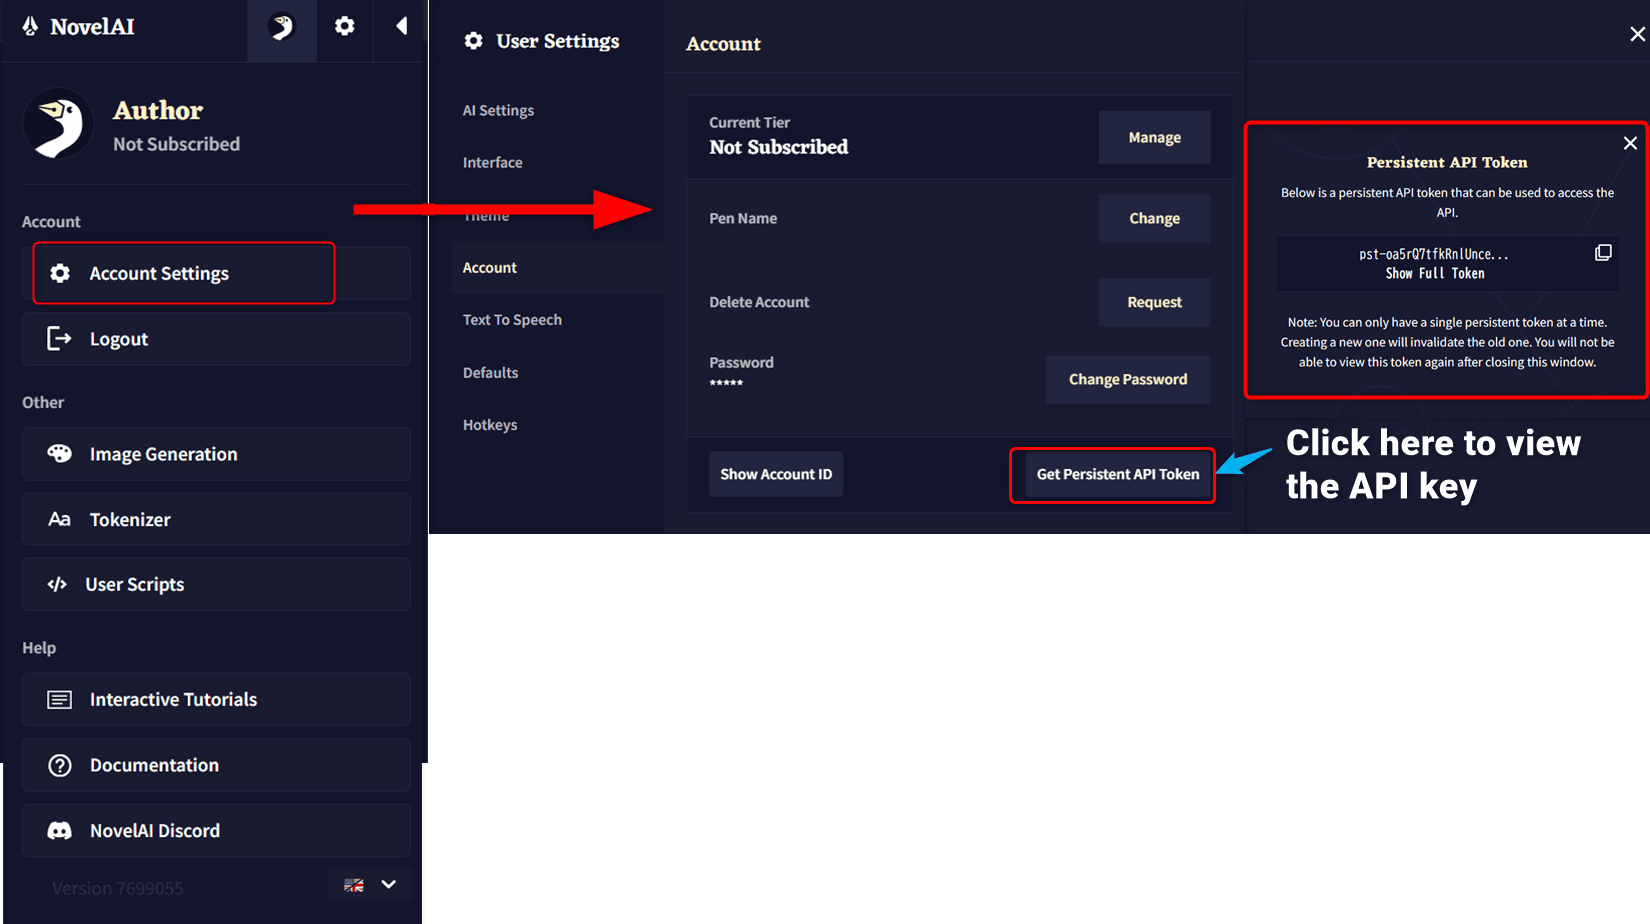 NovelAI
Author
Not Subscribed
Account
Account Settings
Logout
Other
Image Generation
Aa Tokenizer
</> User Scripts
Help
Interactive Tutorials
Documentation
NovelAI Discord
Version 7699055
User Settings
AI Settings
Interface
Theme
Account
Text To Speech
Defaults
Hotkeys
Account
Current Tier
Not Subscribed
Manage
Pen Name
Change
Delete Account
Request
Password
*****
Change Password
Show Account ID
Get Persistent API Token
Persistent API Token
Below is a persistent API token that can be used to access the
API.
pst-oa5rQ7tfkRnlUnce...
Show Full Token
Note: You can only have a single persistent token at a time.
Creating a new one will invalidate the old one. You will not be
able to view this token again after closing this window.
Click here to view
the API key